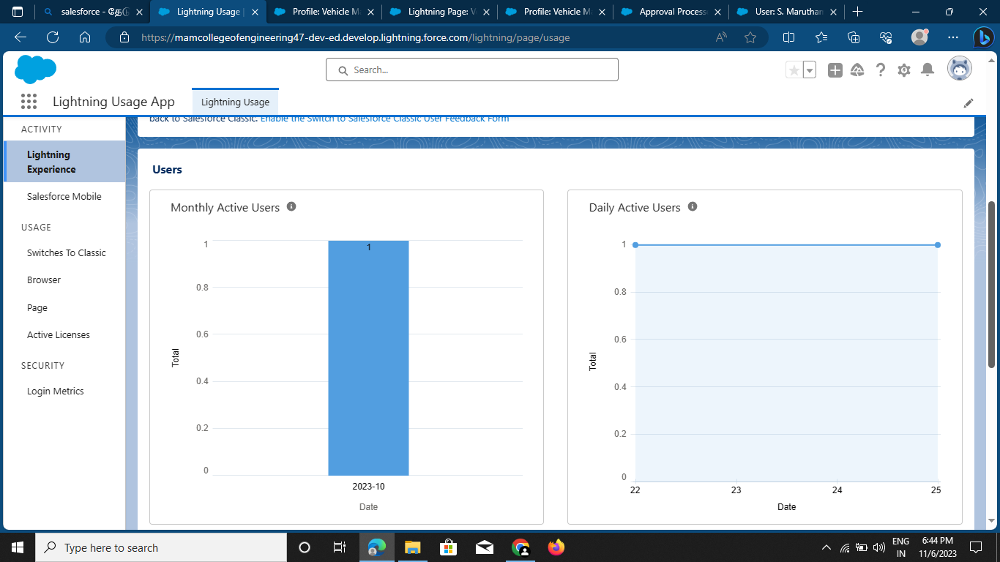 salesforce - தேடு
Lightning Usage |
Profile: Vehicle M
Lightning Page: V
Profile: Vehicle M
Approval Process
User: S. Maruthan
https://mamcollegeofengineering47-dev-ed.develop.lightning.force.com/lightning/page/usage
Search...
Lightning Usage App
Lightning Usage
back to Salesforce Classic. Enable the Switch to Salesforce Classic User Feedback Form
ACTIVITY
Lightning
Experience
Salesforce Mobile
USAGE
Switches To Classic
Browser
Page
Active Licenses
SECURITY
Login Metrics
Users
Monthly Active Users
1
0.8
0.6
0.4
0.2
0
Total
1
2023-10
Date
Daily Active Users
1
0.8
0.6
0.4
0.2
0
Total
22 23 24 25
Date
Type here to search
ENG
IN
6:44 PM
11/6/2023